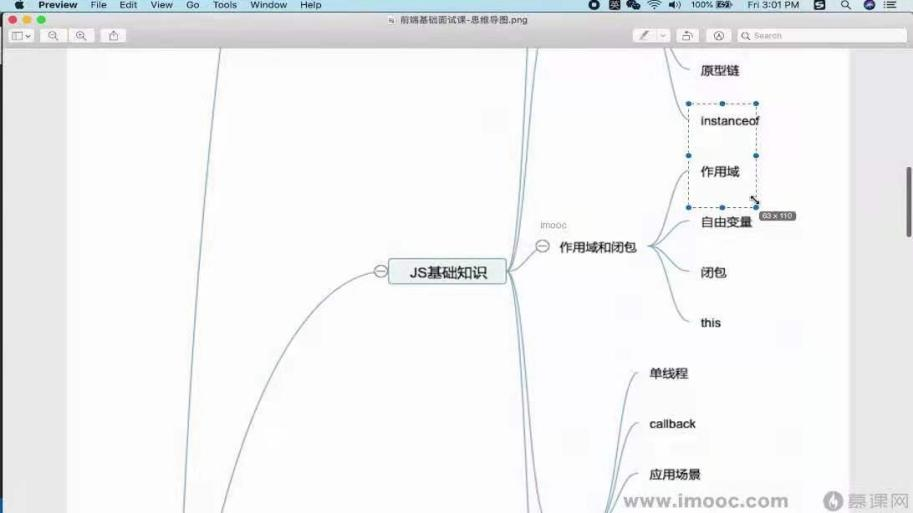 Preview File Edit View Go Tools Window Help 100% Fri 3:01 PM
前端基础面试课-思维导图.png
Search
原型链
instanceof
作用域
63 x 110
自由变量
imooc
作用域和闭包
JS基础知识
闭包
this
单线程
callback
应用场景
www.imooc.com 慕课网